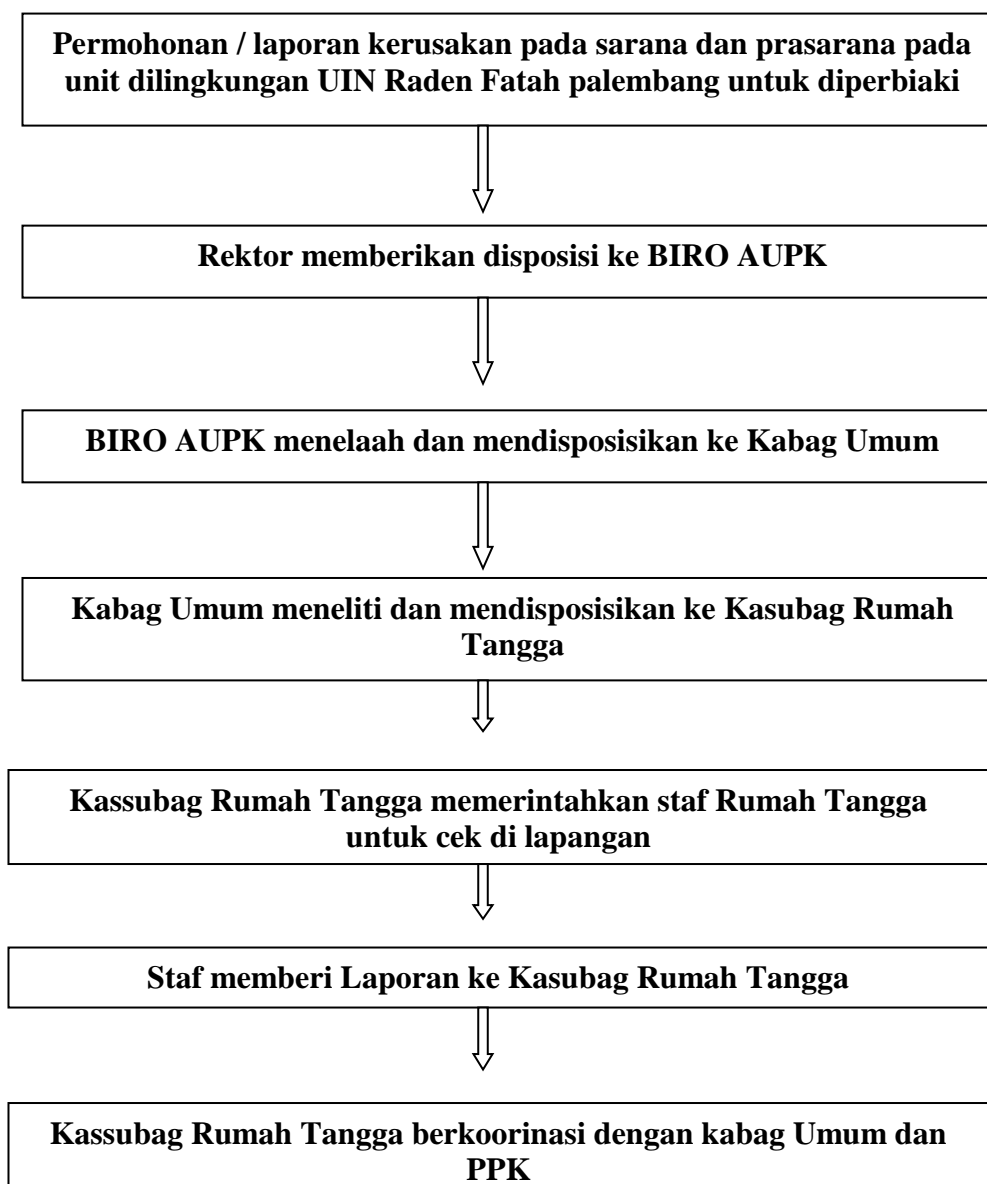 Permohonan / laporan kerusakan pada sarana dan prasarana pada
unit dilingkungan UIN Raden Fatah palembang untuk diperbiaki
Rektor memberikan disposisi ke BIRO AUPK
BIRO AUPK menelaah dan mendisposisikan ke Kabag Umum
Kabag Umum meneliti dan mendisposisikan ke Kasubag Rumah
Tangga
Kassubag Rumah Tangga memerintahkan staf Rumah Tangga
untuk cek di lapangan
Staf memberi Laporan ke Kasubag Rumah Tangga
Kassubag Rumah Tangga berkoorinasi dengan kabag Umum dan
PPK